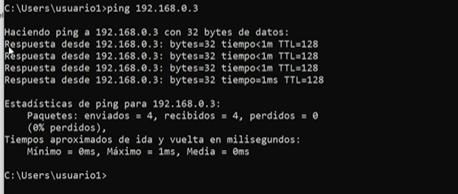 C:\Users\usuario1>ping 192.168.0.3
Haciendo ping a 192.168.0.3 con 32 bytes de datos:
Respuesta desde 192.168.0.3: bytes=32 tiempo<1m TTL=128
Respuesta desde 192.168.0.3: bytes=32 tiempo<1m TTL=128
Respuesta desde 192.168.0.3: bytes=32 tiempo<1m TTL=128
Respuesta desde 192.168.0.3: bytes=32 tiempo=1ms TTL=128
Estadísticas de ping para 192.168.0.3:
Paquetes: enviados = 4, recibidos = 4, perdidos = 0
(0% perdidos),
Tiempos aproximados de ida y vuelta en milisegundos:
Mínimo = 0ms, Máximo = 1ms, Media = 0ms
C:\Users\usuario1>